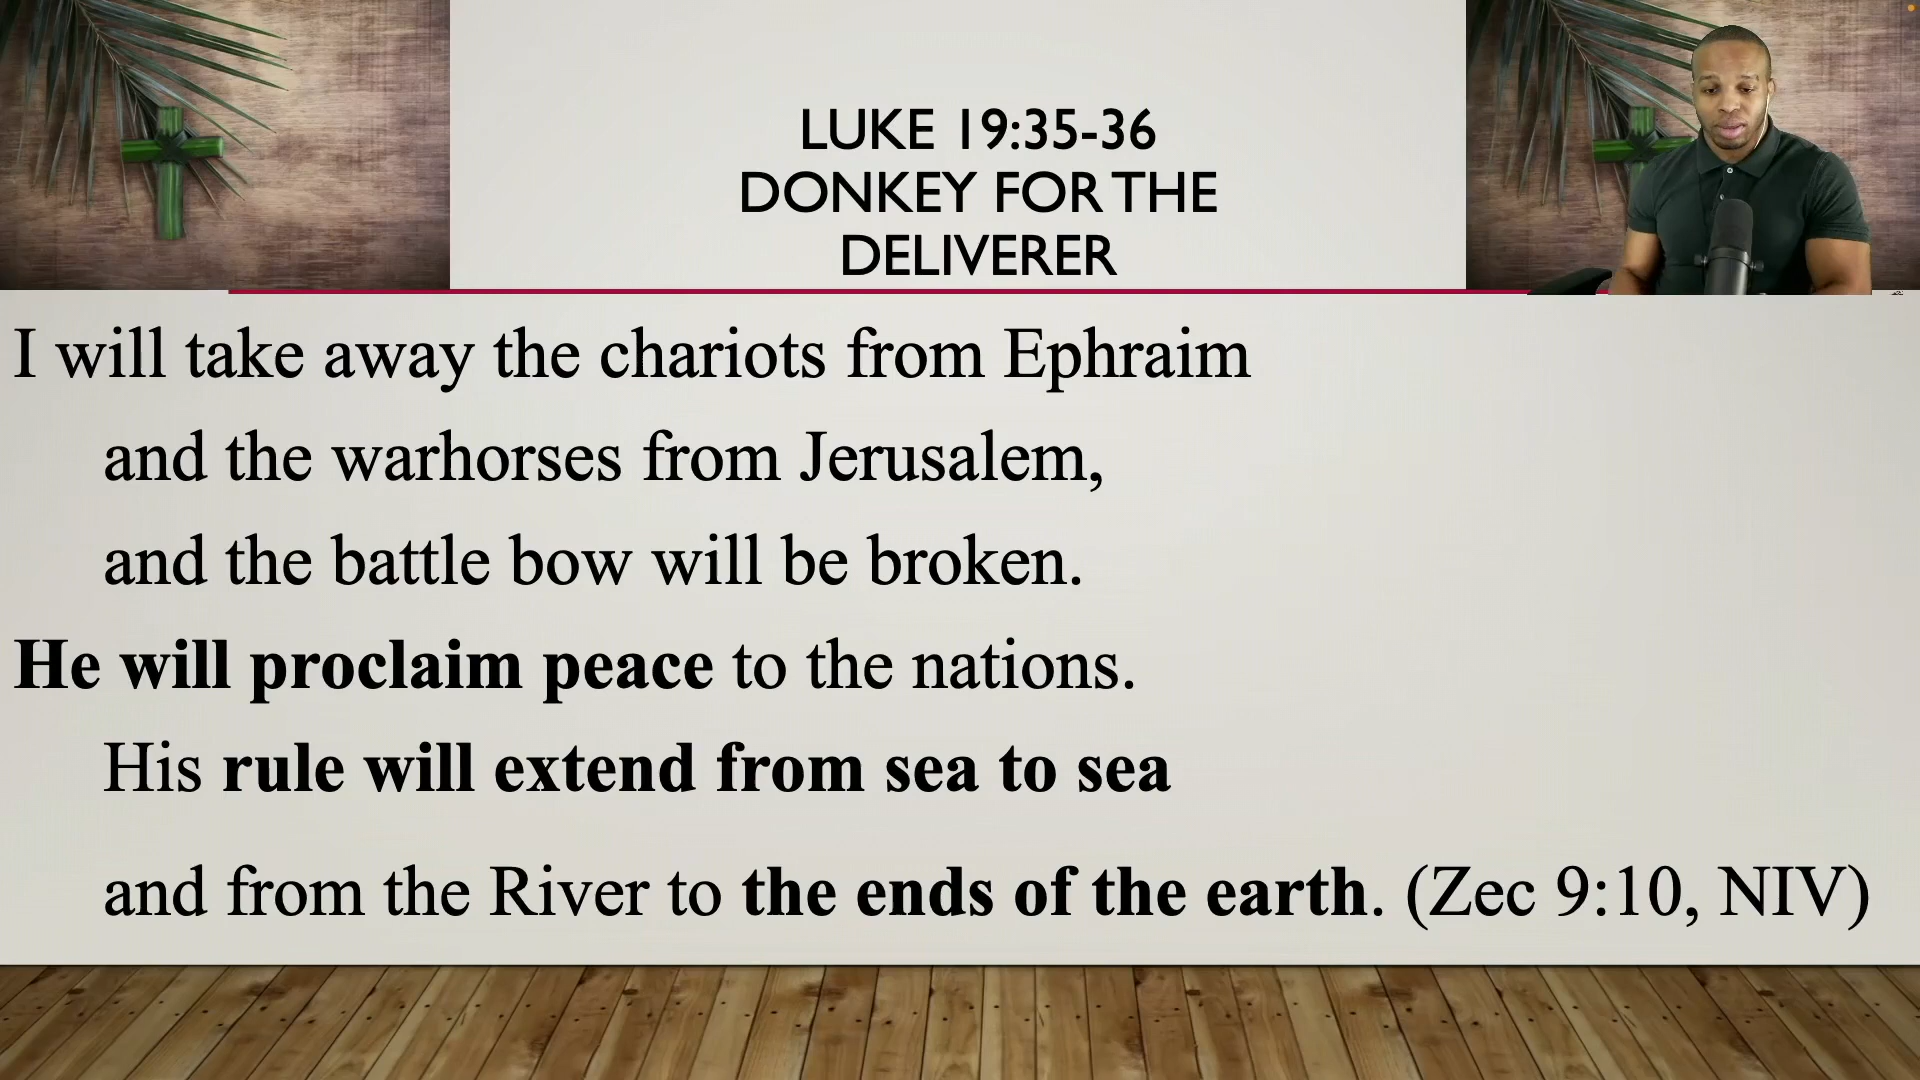 LUKE 19:35-36
DONKEY FOR THE
DELIVERER
I will take away the chariots from Ephraim
and the warhorses from Jerusalem,
and the battle bow will be broken.
He will proclaim peace to the nations.
His rule will extend from sea to sea
and from the River to the ends of the earth. (Zec 9:10, NIV)